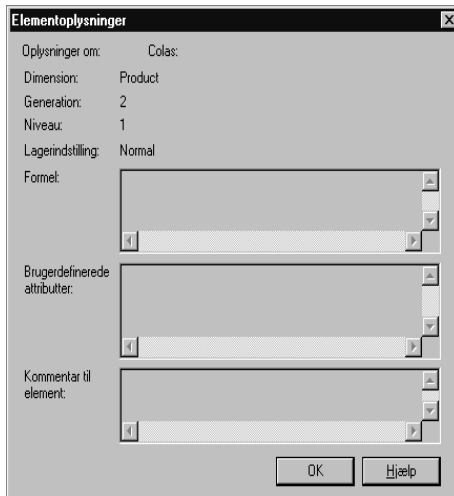 Elementoplysninger
Oplysninger om: Colas:
Dimension: Product
Generation: 2
Niveau: 1
Lagerindstilling: Normal
Formel:
Brugerdefinerede
attributter:
Kommentar til
element:
OK Hjælp